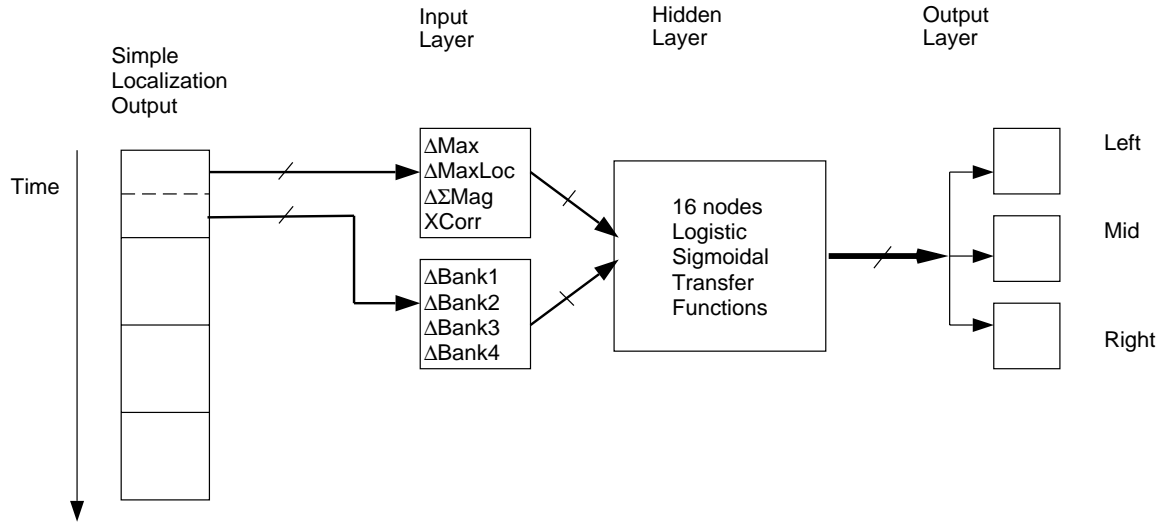 Input
Layer
Hidden
Layer
Output
Layer
Simple
Localization
Output
Time
ΔMax
ΔMaxLoc
ΔΣMag
XCorr
ΔBank1
ΔBank2
ΔBank3
ΔBank4
16 nodes
Logistic
Sigmoidal
Transfer
Functions
Left
Mid
Right